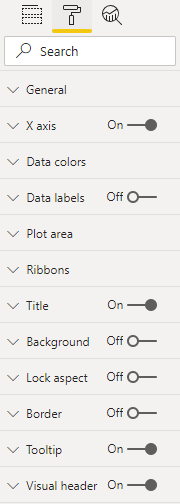 Search
General
X axis On
Data colors
Data labels Off
Plot area
Ribbons
Title On
Background Off
Lock aspect Off
Border Off
Tooltip On
Visual header On